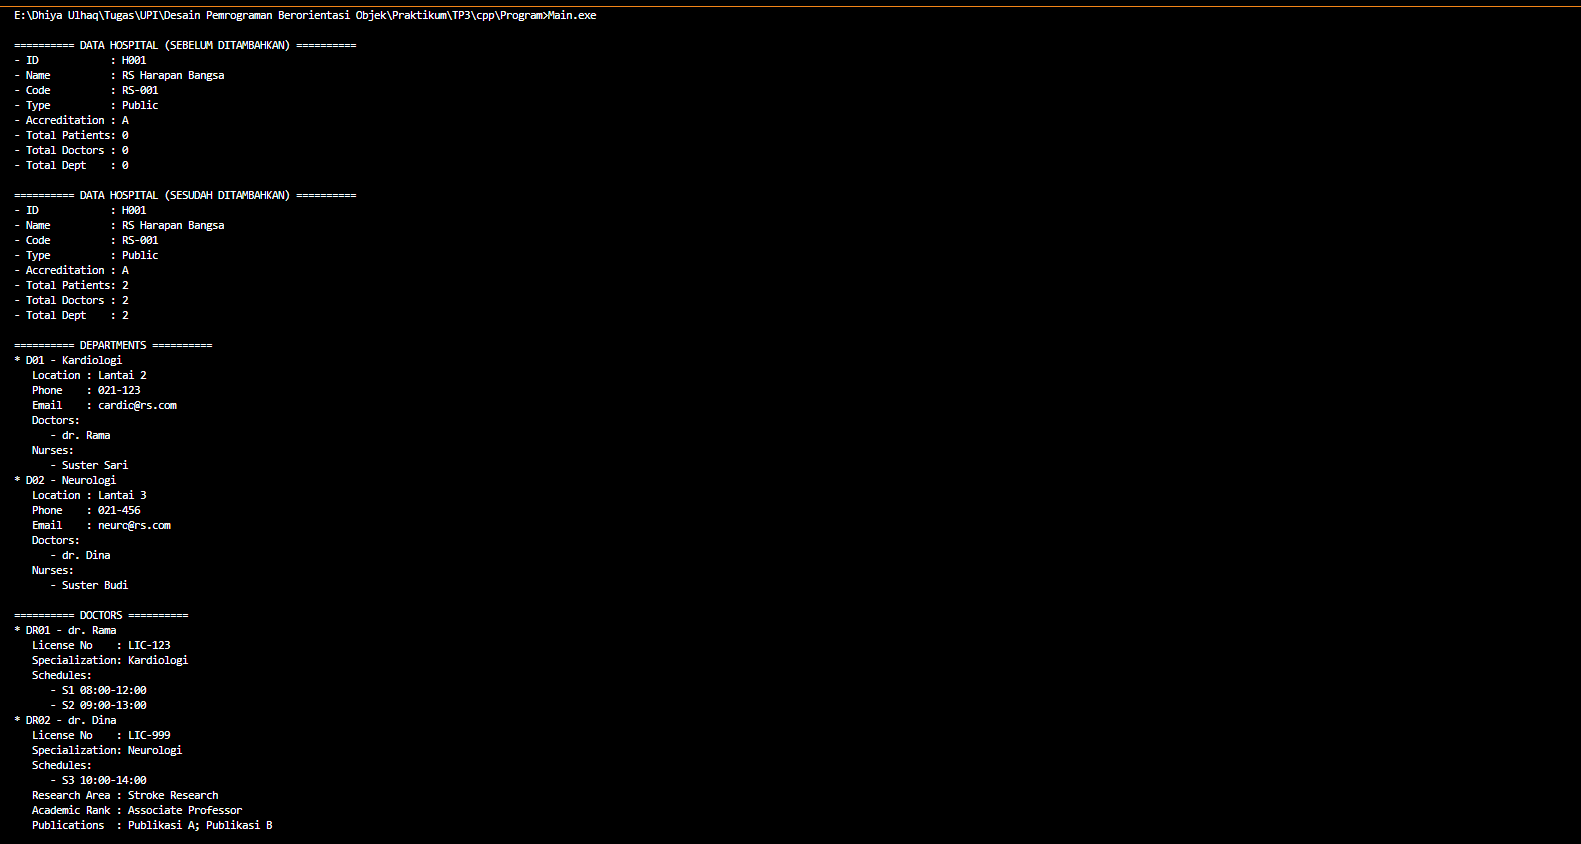 E:\Dhiya Ulhaq\Tugas\UPI\Desain Pemrograman Berorientasi Objek\Praktikum\TP3\cpp\Program>Main.exe
========== DATA HOSPITAL (SEBELUM DITAMBAHKAN) ==========
- ID            : H001
- Name          : RS Harapan Bangsa
- Code          : RS-001
- Type          : Public
- Accreditation : A
- Total Patients: 0
- Total Doctors : 0
- Total Dept    : 0
========== DATA HOSPITAL (SESUDAH DITAMBAHKAN) ==========
- ID            : H001
- Name          : RS Harapan Bangsa
- Code          : RS-001
- Type          : Public
- Accreditation : A
- Total Patients: 2
- Total Doctors : 2
- Total Dept    : 2
========== DEPARTMENTS ==========
* D01 - Kardiologi
   Location : Lantai 2
   Phone    : 021-123
   Email    : cardio@rs.com
   Doctors:
      - dr. Rama
   Nurses:
      - Suster Sari
* D02 - Neurologi
   Location : Lantai 3
   Phone    : 021-456
   Email    : neuro@rs.com
   Doctors:
      - dr. Dina
   Nurses:
      - Suster Budi
========== DOCTORS ==========
* DR01 - dr. Rama
   License No    : LIC-123
   Specialization: Kardiologi
   Schedules:
      - S1 08:00-12:00
      - S2 09:00-13:00
* DR02 - dr. Dina
   License No    : LIC-999
   Specialization: Neurologi
   Schedules:
      - S3 10:00-14:00
   Research Area : Stroke Research
   Academic Rank : Associate Professor
   Publications  : Publikasi A; Publikasi B